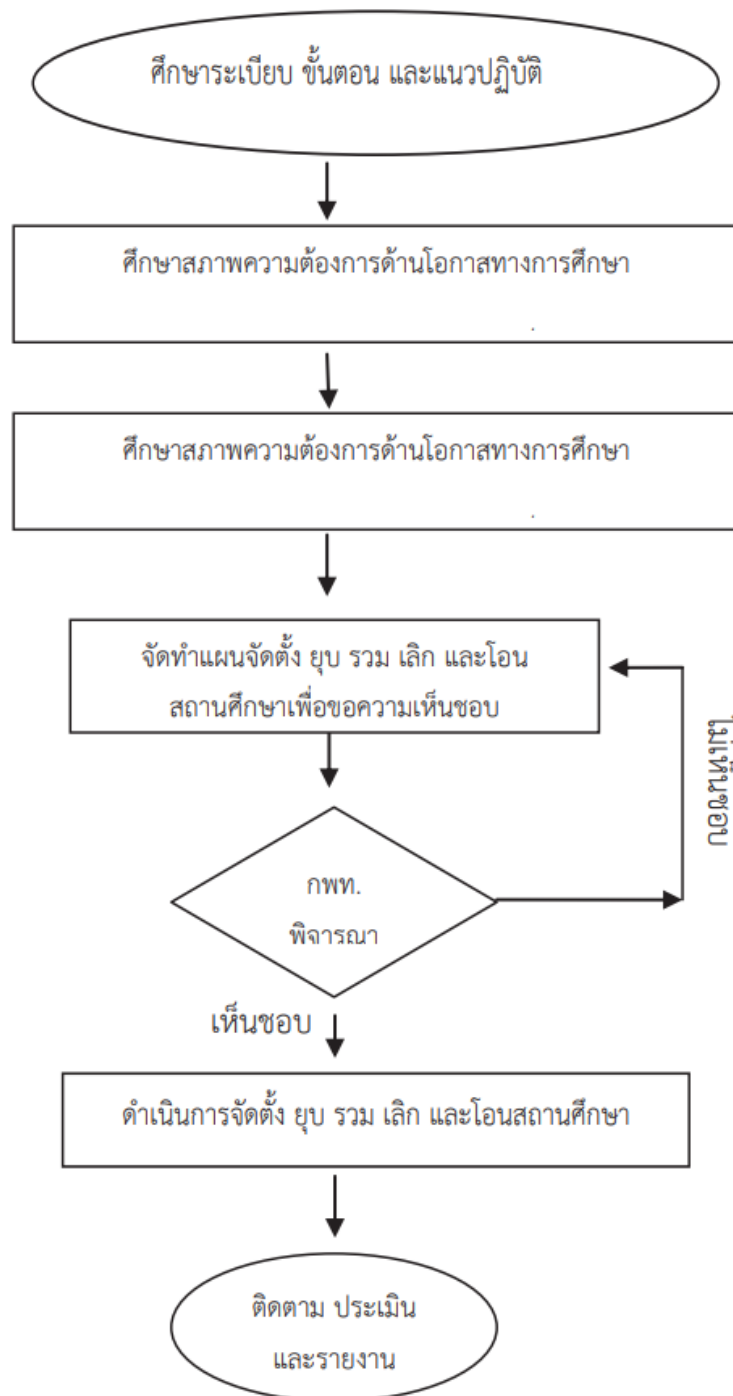 ศึกษาระเบียบ ขั้นตอน และแนวปฏิบัติ
ศึกษาสภาพความต้องการด้านโอกาสทางการศึกษา
ศึกษาสภาพความต้องการด้านโอกาสทางการศึกษา
จัดทำแผนจัดตั้ง ยุบ รวม เลิก และโอน
สถานศึกษาเพื่อขอความเห็นชอบ
ไม่เห็นชอบ
กพท.
พิจารณา
เห็นชอบ
ดำเนินการจัดตั้ง ยุบ รวม เลิก และโอนสถานศึกษา
ติดตาม ประเมิน
และรายงาน